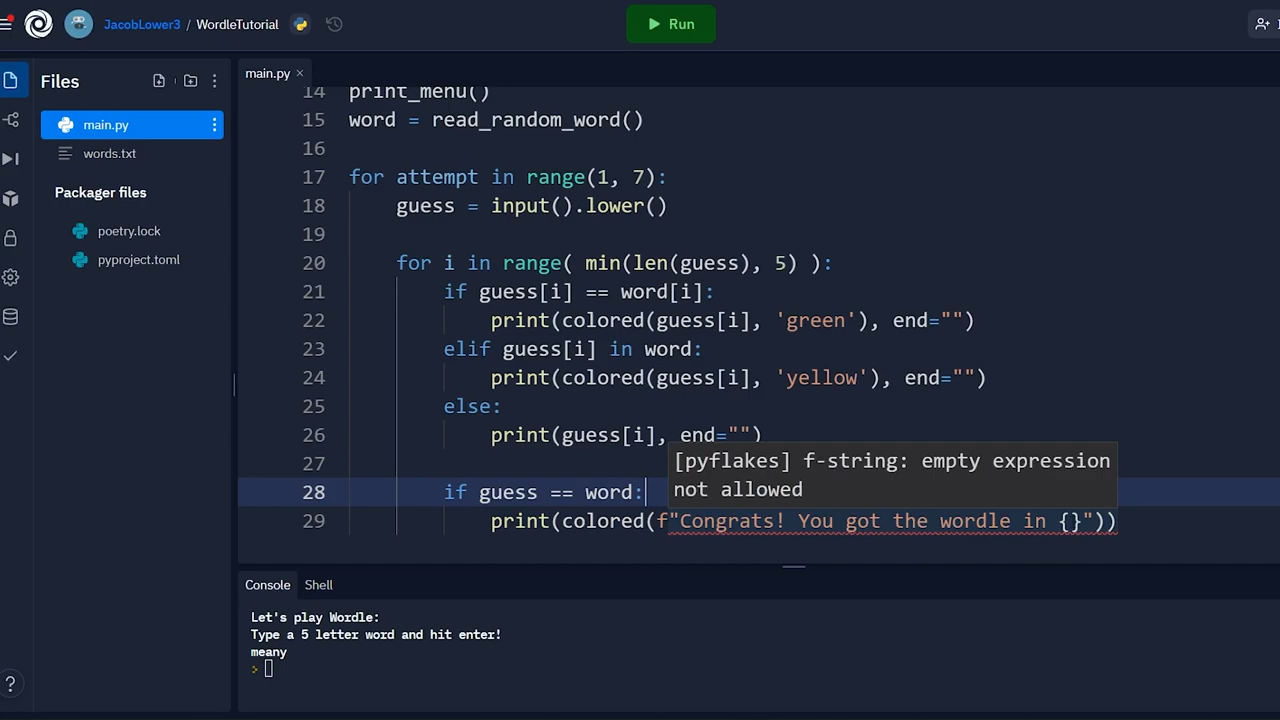 JacobLower3 / WordleTutorial
Run
Files
main.py
words.txt
Packager files
poetry.lock
pyproject.toml
main.py ×
14 print_menu()
15 word = read_random_word()
16
17 for attempt in range(1, 7):
18 guess = input().lower()
19
20 for i in range( min(len(guess), 5) ):
21 if guess[i] == word[i]:
22 print(colored(guess[i], 'green'), end="")
23 elif guess[i] in word:
24 print(colored(guess[i], 'yellow'), end="")
25 else:
26 print(guess[i], end="")
27
[pyflakes] f-string: empty expression
not allowed
28 if guess == word:
29 print(colored(f"Congrats! You got the wordle in {}"))
Console Shell
Let's play Wordle:
Type a 5 letter word and hit enter!
meany
>
?